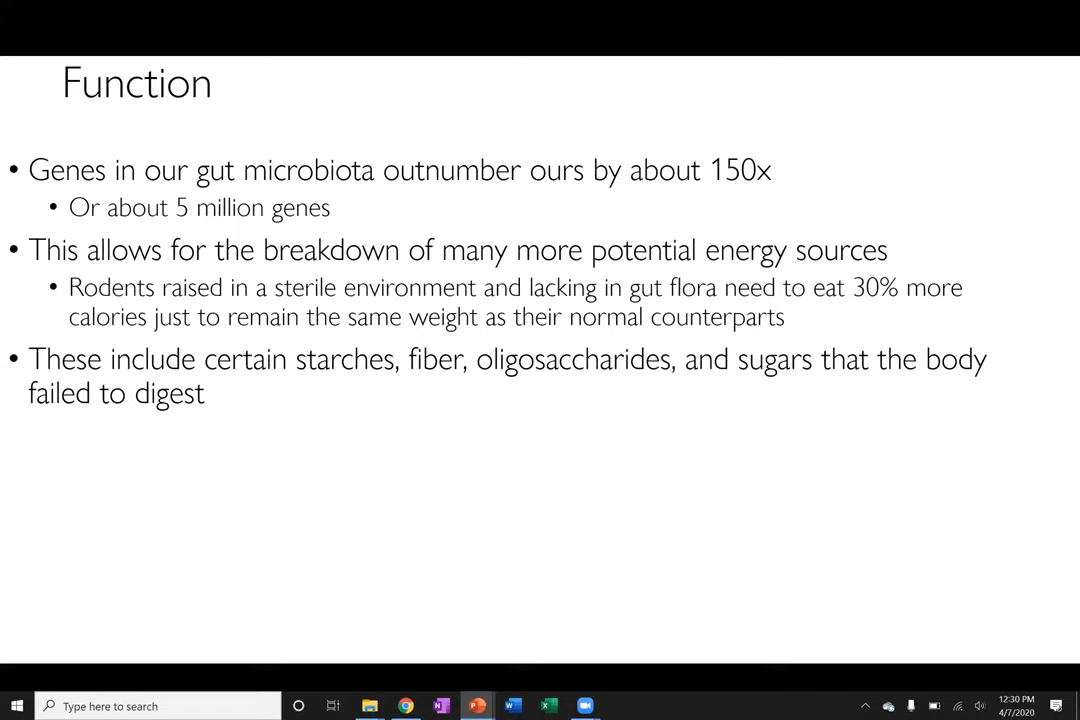 Function
• Genes in our gut microbiota outnumber ours by about 150x
• Or about 5 million genes
• This allows for the breakdown of many more potential energy sources
• Rodents raised in a sterile environment and lacking in gut flora need to eat 30% more
calories just to remain the same weight as their normal counterparts
• These include certain starches, fiber, oligosaccharides, and sugars that the body
failed to digest
Type here to search
12:30 PM
4/7/2020